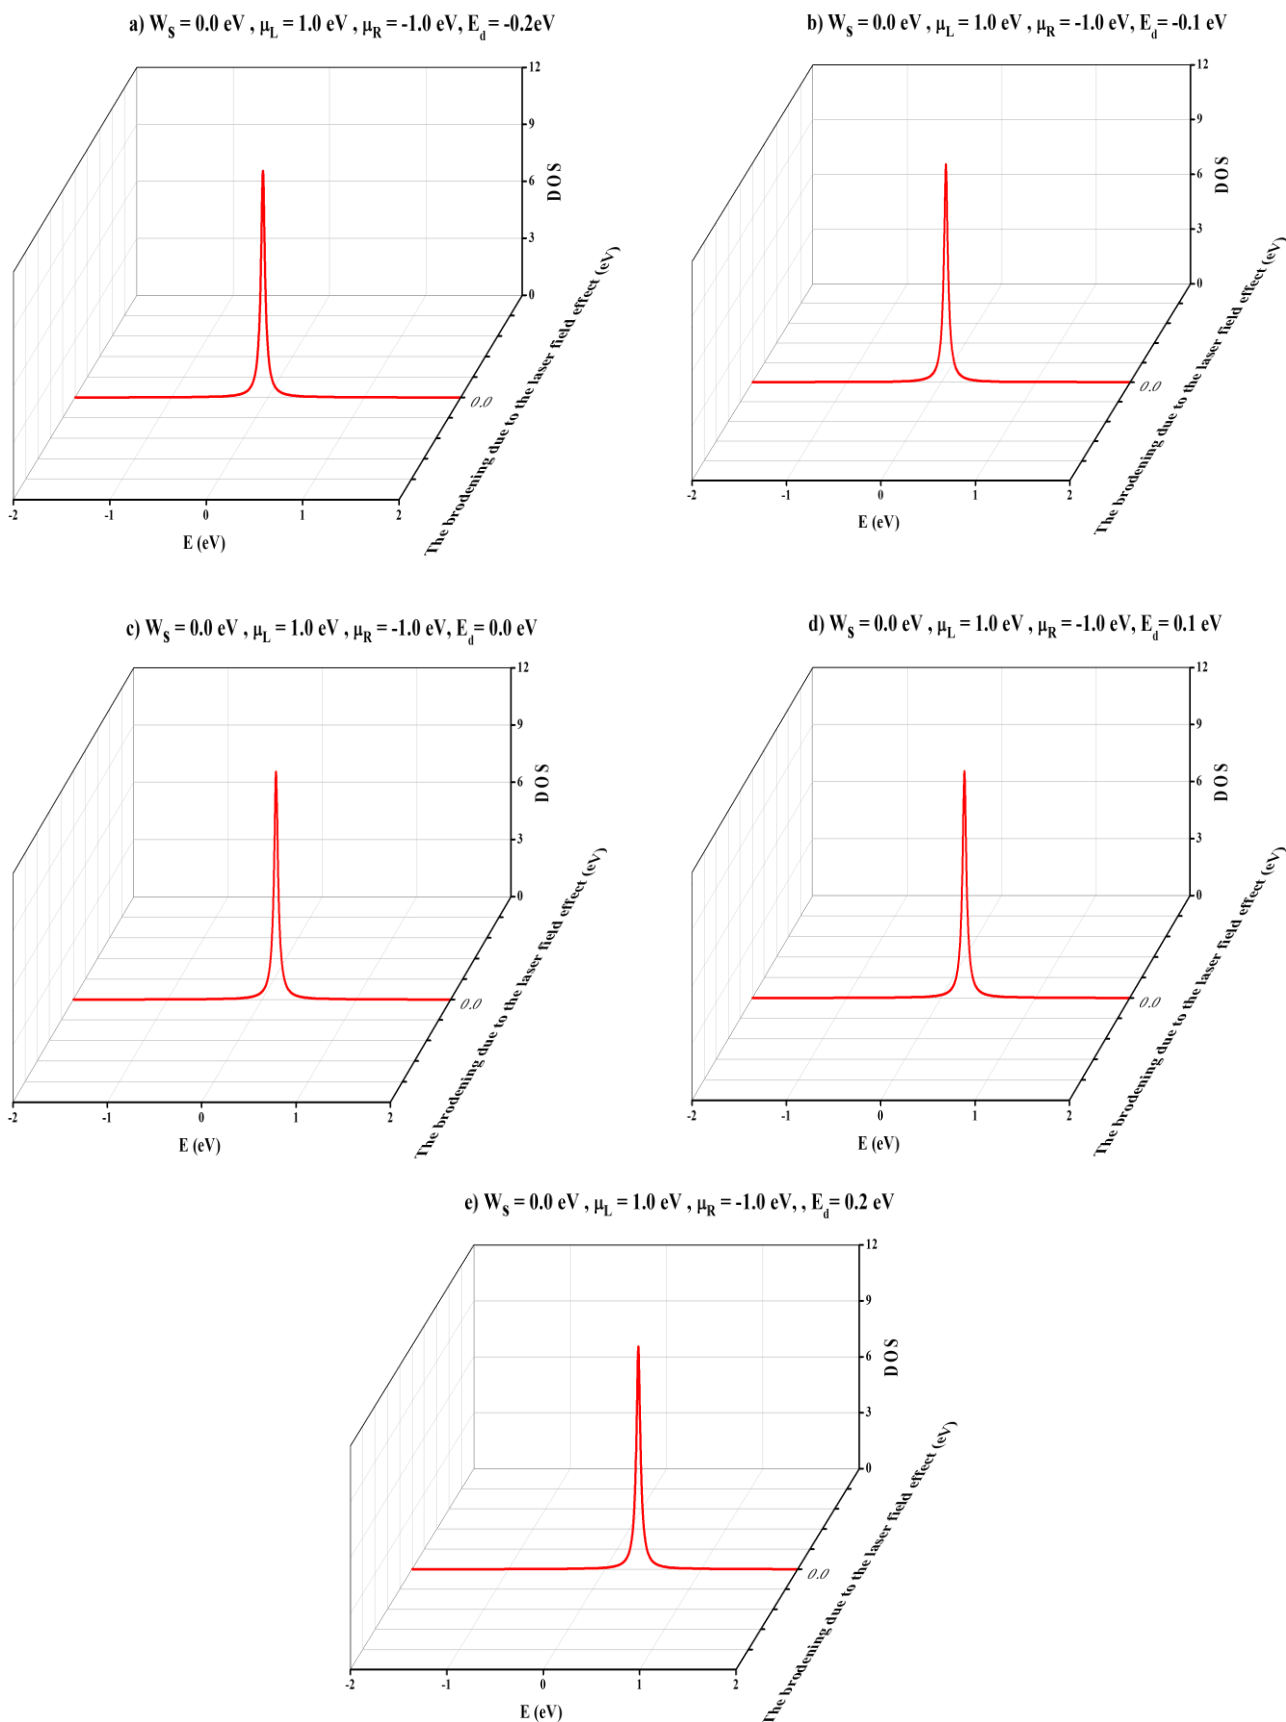 a) W_S = 0.0 eV , μ_L = 1.0 eV , μ_R = -1.0 eV, E_d = -0.2eV
12
9
6
3
0
DOS
The brodening due to the laser field effect (eV)
0.0
-2 -1 0 1 2
E (eV)
b) W_S = 0.0 eV , μ_L = 1.0 eV , μ_R = -1.0 eV, E_d = -0.1 eV
12
9
6
3
0
DOS
The brodening due to the laser field effect (eV)
0.0
-2 -1 0 1 2
E (eV)
c) W_S = 0.0 eV , μ_L = 1.0 eV , μ_R = -1.0 eV, E_d= 0.0 eV
12
9
6
3
0
DOS
The brodening due to the laser field effect (eV)
0.0
-2 -1 0 1 2
E (eV)
d) W_S = 0.0 eV , μ_L = 1.0 eV , μ_R = -1.0 eV, E_d= 0.1 eV
12
9
6
3
0
DOS
The brodening due to the laser field effect (eV)
0.0
-2 -1 0 1 2
E (eV)
e) W_S = 0.0 eV , μ_L = 1.0 eV , μ_R = -1.0 eV, , E_d= 0.2 eV
12
9
6
3
0
DOS
The brodening due to the laser field effect (eV)
0.0
-2 -1 0 1 2
E (eV)